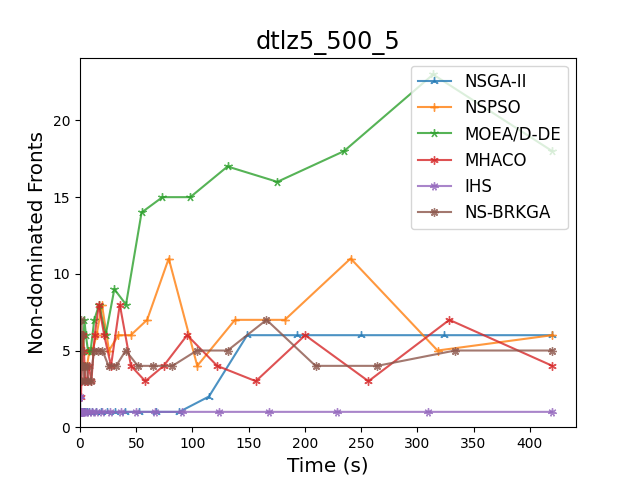 dtlz5_500_5
Non-dominated Fronts
20
15
10
5
0
0 50 100 150 200 250 300 350 400
Time (s)
NSGA-II
NSPSO
MOEA/D-DE
MHACO
IHS
NS-BRKGA